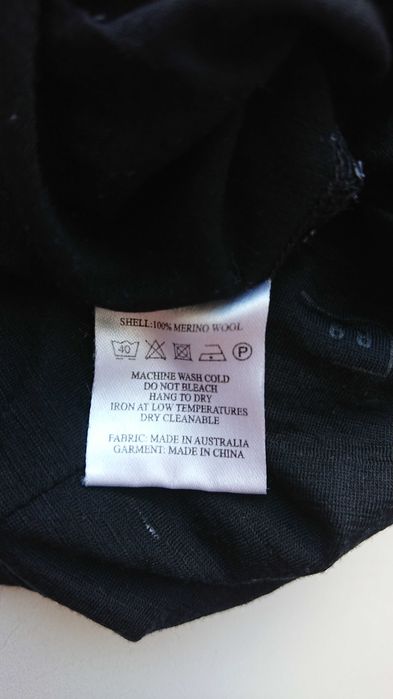 SHELL:100% MERINO WOOL
40 P
MACHINE WASH COLD
DO NOT BLEACH
HANG TO DRY
IRON AT LOW TEMPERATURES
DRY CLEANABLE
FABRIC: MADE IN AUSTRALIA
GARMENT: MADE IN CHINA